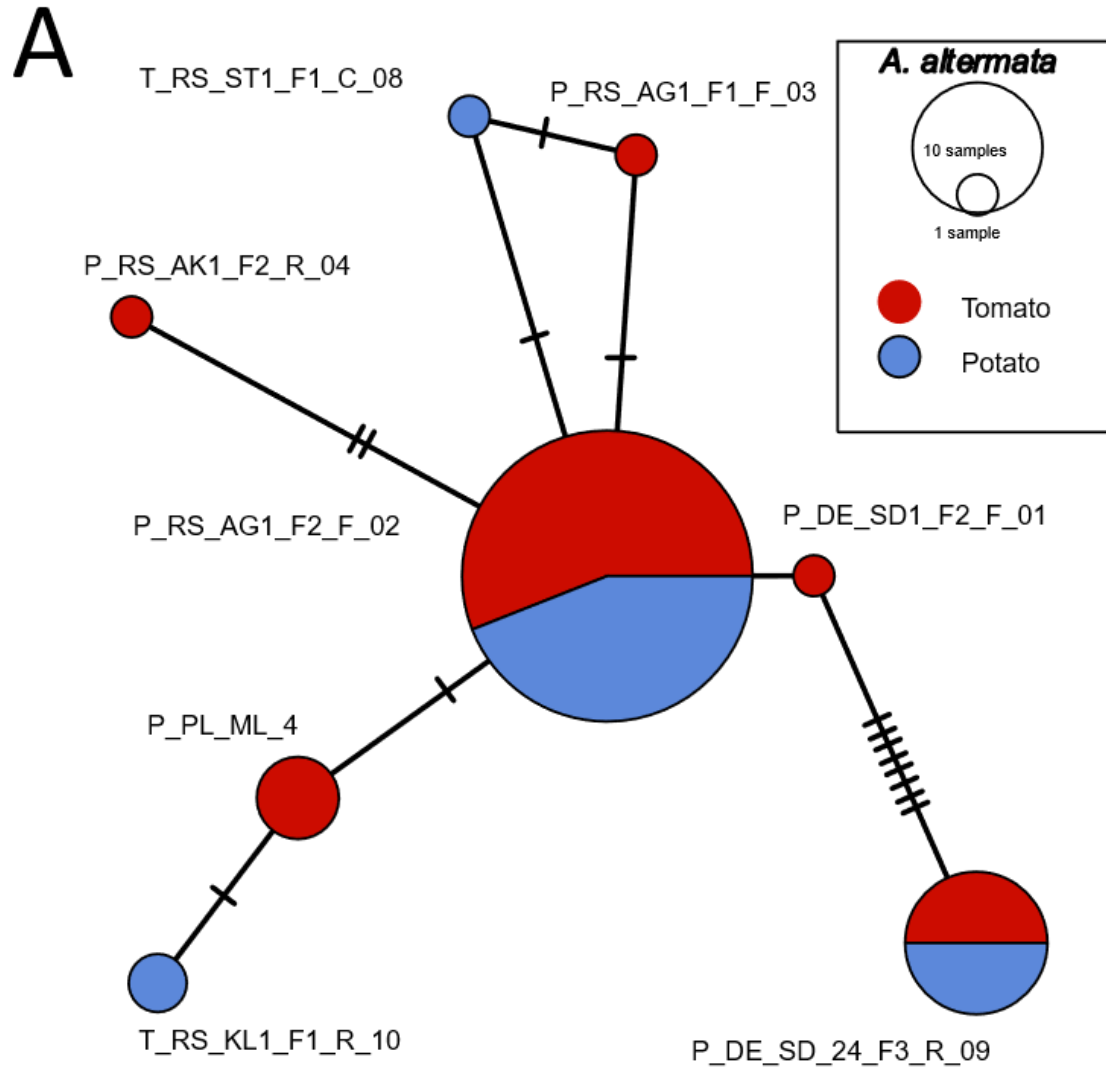 A
T_RS_ST1_F1_C_08
P_RS_AG1_F1_F_03
A. altermata
10 samples
1 sample
Tomato
Potato
P_RS_AK1_F2_R_04
P_RS_AG1_F2_F_02
P_DE_SD1_F2_F_01
P_PL_ML_4
T_RS_KL1_F1_R_10
P_DE_SD_24_F3_R_09